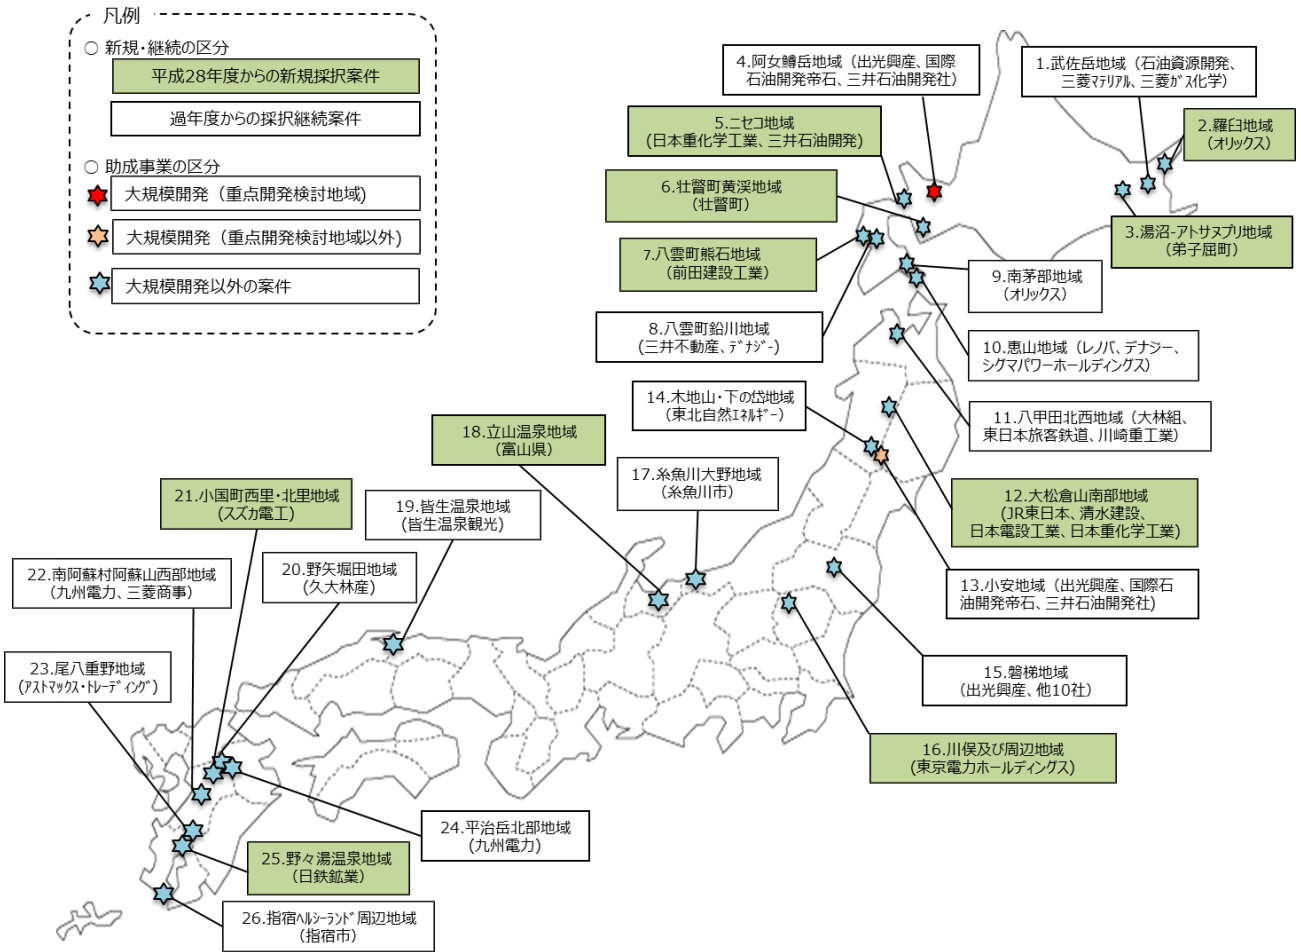 凡例
○ 新規・継続の区分
平成28年度からの新規採択案件
過年度からの採択継続案件
○ 助成事業の区分
大規模開発（重点開発検討地域)
大規模開発（重点開発検討地域以外)
大規模開発以外の案件
1.武佐岳地域（石油資源開発、
三菱ﾏﾃﾘｱﾙ、三菱ｶﾞｽ化学)
2.羅臼地域
(オリックス)
3.湯沼-アトサヌプリ地域
(弟子屈町)
4.阿女鱒岳地域（出光興産、国際
石油開発帝石、三井石油開発社)
5.ニセコ地域
(日本重化学工業、三井石油開発)
6.壮瞥町黄渓地域
(壮瞥町)
7.八雲町熊石地域
(前田建設工業)
8.八雲町鉛川地域
(三井不動産、ﾃﾞﾅｼﾞｰ)
9.南茅部地域
(オリックス)
10.恵山地域（レノバ、デナジー、
シグマパワーホールディングス)
11.八甲田北西地域（大林組、
東日本旅客鉄道、川崎重工業)
12.大松倉山南部地域
(JR東日本、清水建設、
日本電設工業、日本重化学工業)
13.小安地域（出光興産、国際石
油開発帝石、三井石油開発社)
14.木地山・下の岱地域
(東北自然ｴﾈﾙｷﾞｰ)
15.磐梯地域
(出光興産、他10社)
16.川俣及び周辺地域
(東京電力ホールディングス)
17.糸魚川大野地域
(糸魚川市)
18.立山温泉地域
(富山県)
19.皆生温泉地域
(皆生温泉観光)
20.野矢堀田地域
(久大林産)
21.小国町西里・北里地域
(スズカ電工)
22.南阿蘇村阿蘇山西部地域
(九州電力、三菱商事)
23.尾八重野地域
(ｱｽﾄﾏｯｸｽ・ﾄﾚｰﾃﾞｨﾝｸﾞ)
24.平治岳北部地域
(九州電力)
25.野々湯温泉地域
(日鉄鉱業)
26.指宿ﾍﾙｼｰﾗﾝﾄﾞ周辺地域
(指宿市)